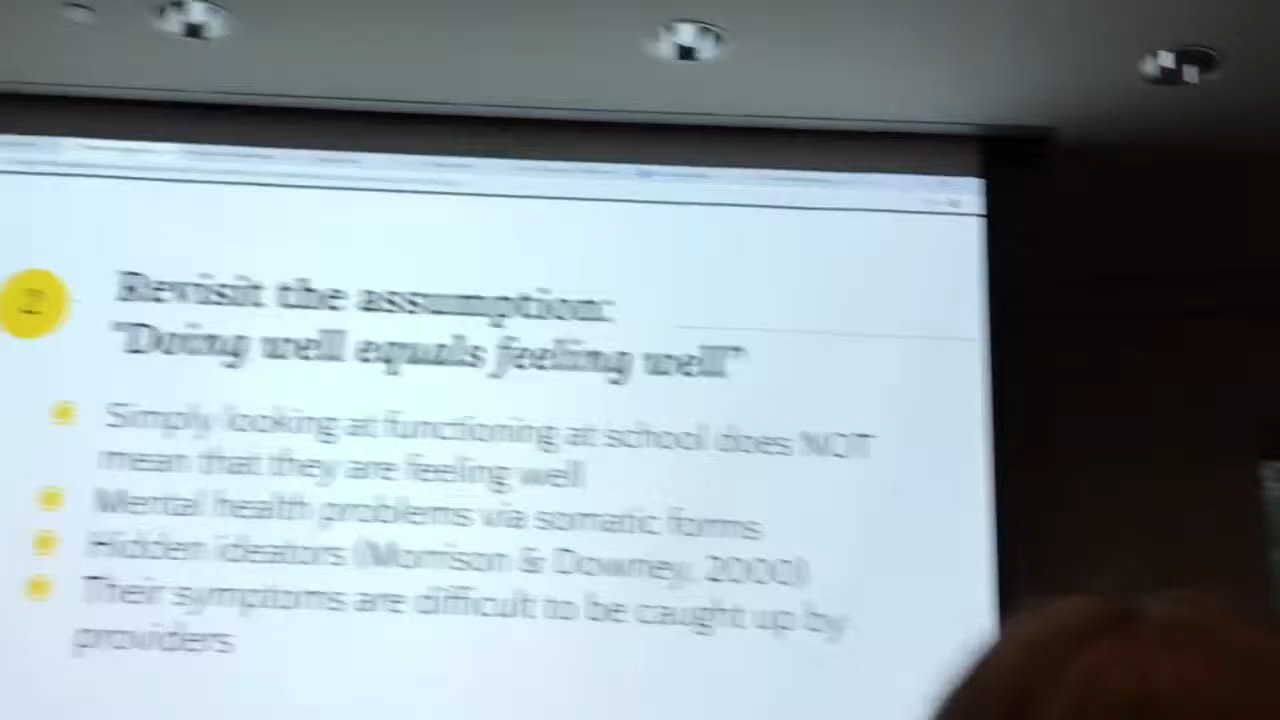 2
Revisit the assumption:
"Doing well equals feeling well"
Simply looking at functioning at school does NOT
mean that they are feeling well
Mental health problems via somatic forms
Hidden ideators (Morrison & Downey, 2000)
Their symptoms are difficult to be caught up by
providers